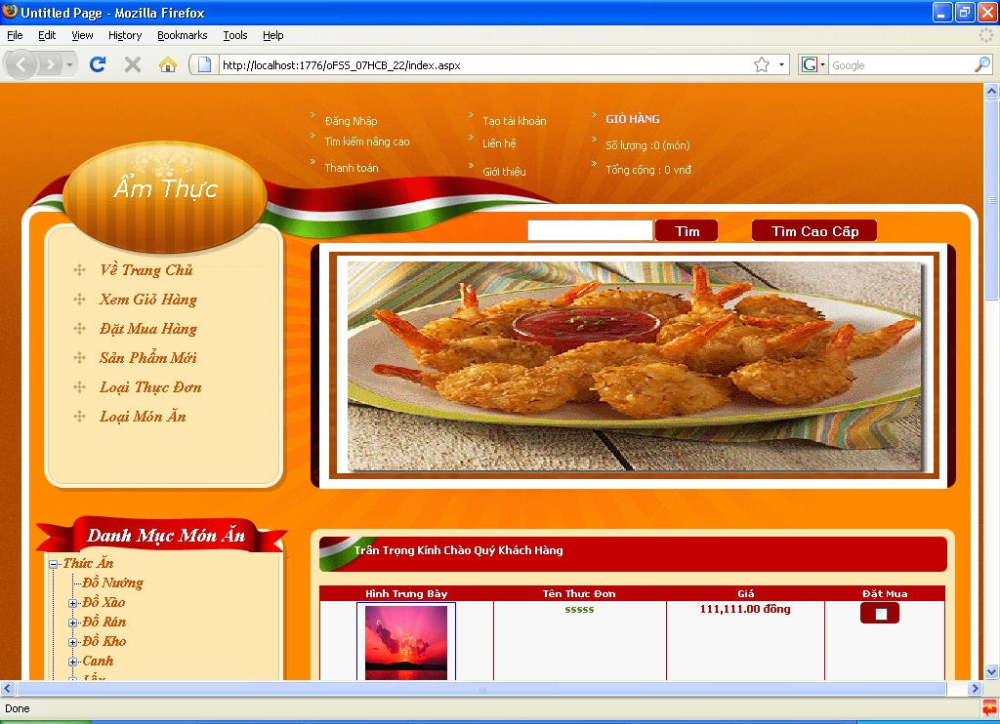 Untitled Page - Mozilla Firefox
File Edit View History Bookmarks Tools Help
http://localhost:1776/oFSS_07HCB_22/index.aspx
Google
Đăng Nhập Tạo tài khoản GIỎ HÀNG
Tìm kiếm nâng cao Liên hệ Số lượng :0 (món)
Thanh toán Giới thiệu Tổng cộng : 0 vnđ
Ẩm Thực
Tìm Tìm Cao Cấp
Về Trang Chủ
Xem Giỏ Hàng
Đặt Mua Hàng
Sản Phẩm Mới
Loại Thực Đơn
Loại Món Ăn
Danh Mục Món Ăn
Thức Ăn
Đồ Nướng
Đồ Xào
Đồ Rán
Đồ Kho
Canh
Lẩu
Trân Trọng Kính Chào Quý Khách Hàng
Hình Trưng Bày Tên Thực Đơn Giá Đặt Mua
sssss 111,111.00 đồng
Done